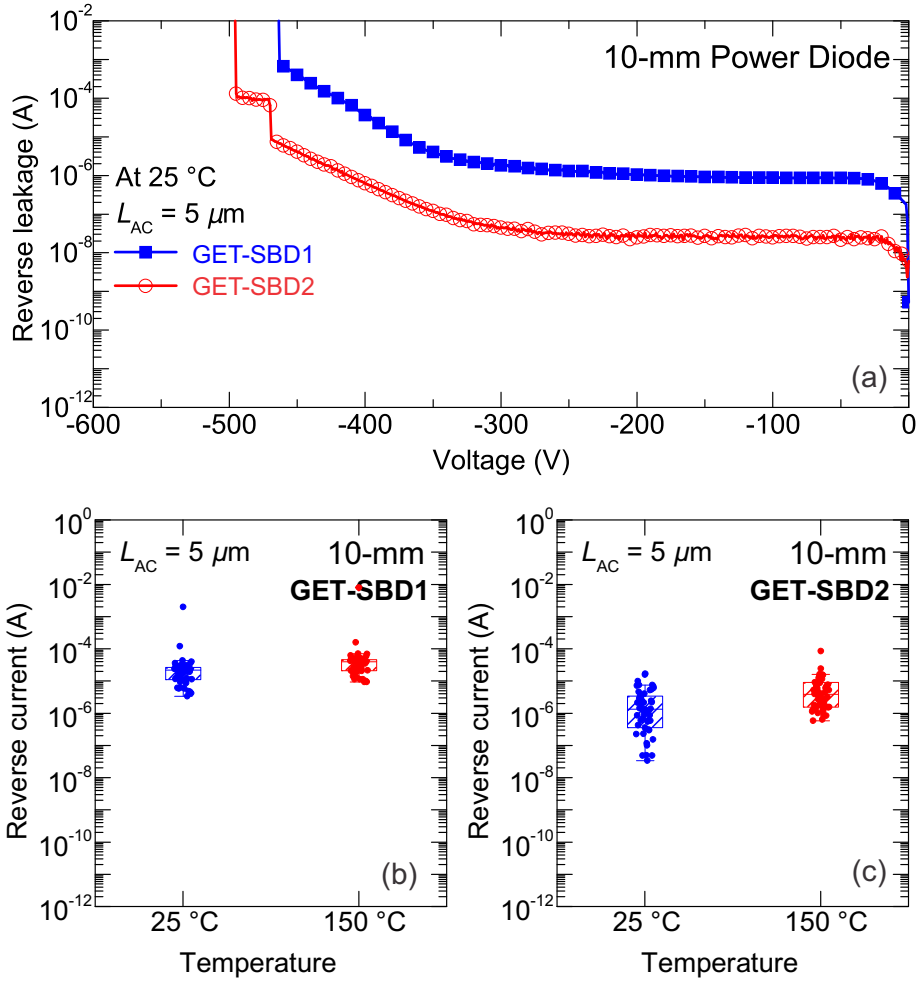 10-2
10-4
10-6
10-8
10-10
10-12
Reverse leakage (A)
10-mm Power Diode
At 25 °C
LAC = 5 µm
GET-SBD1
GET-SBD2
(a)
-600 -500 -400 -300 -200 -100 0
Voltage (V)
100
10-2
10-4
10-6
10-8
10-10
10-12
Reverse current (A)
LAC = 5 µm 10-mm
GET-SBD1
(b)
25 °C 150 °C
Temperature
100
10-2
10-4
10-6
10-8
10-10
10-12
Reverse current (A)
LAC = 5 µm 10-mm
GET-SBD2
(c)
25 °C 150 °C
Temperature